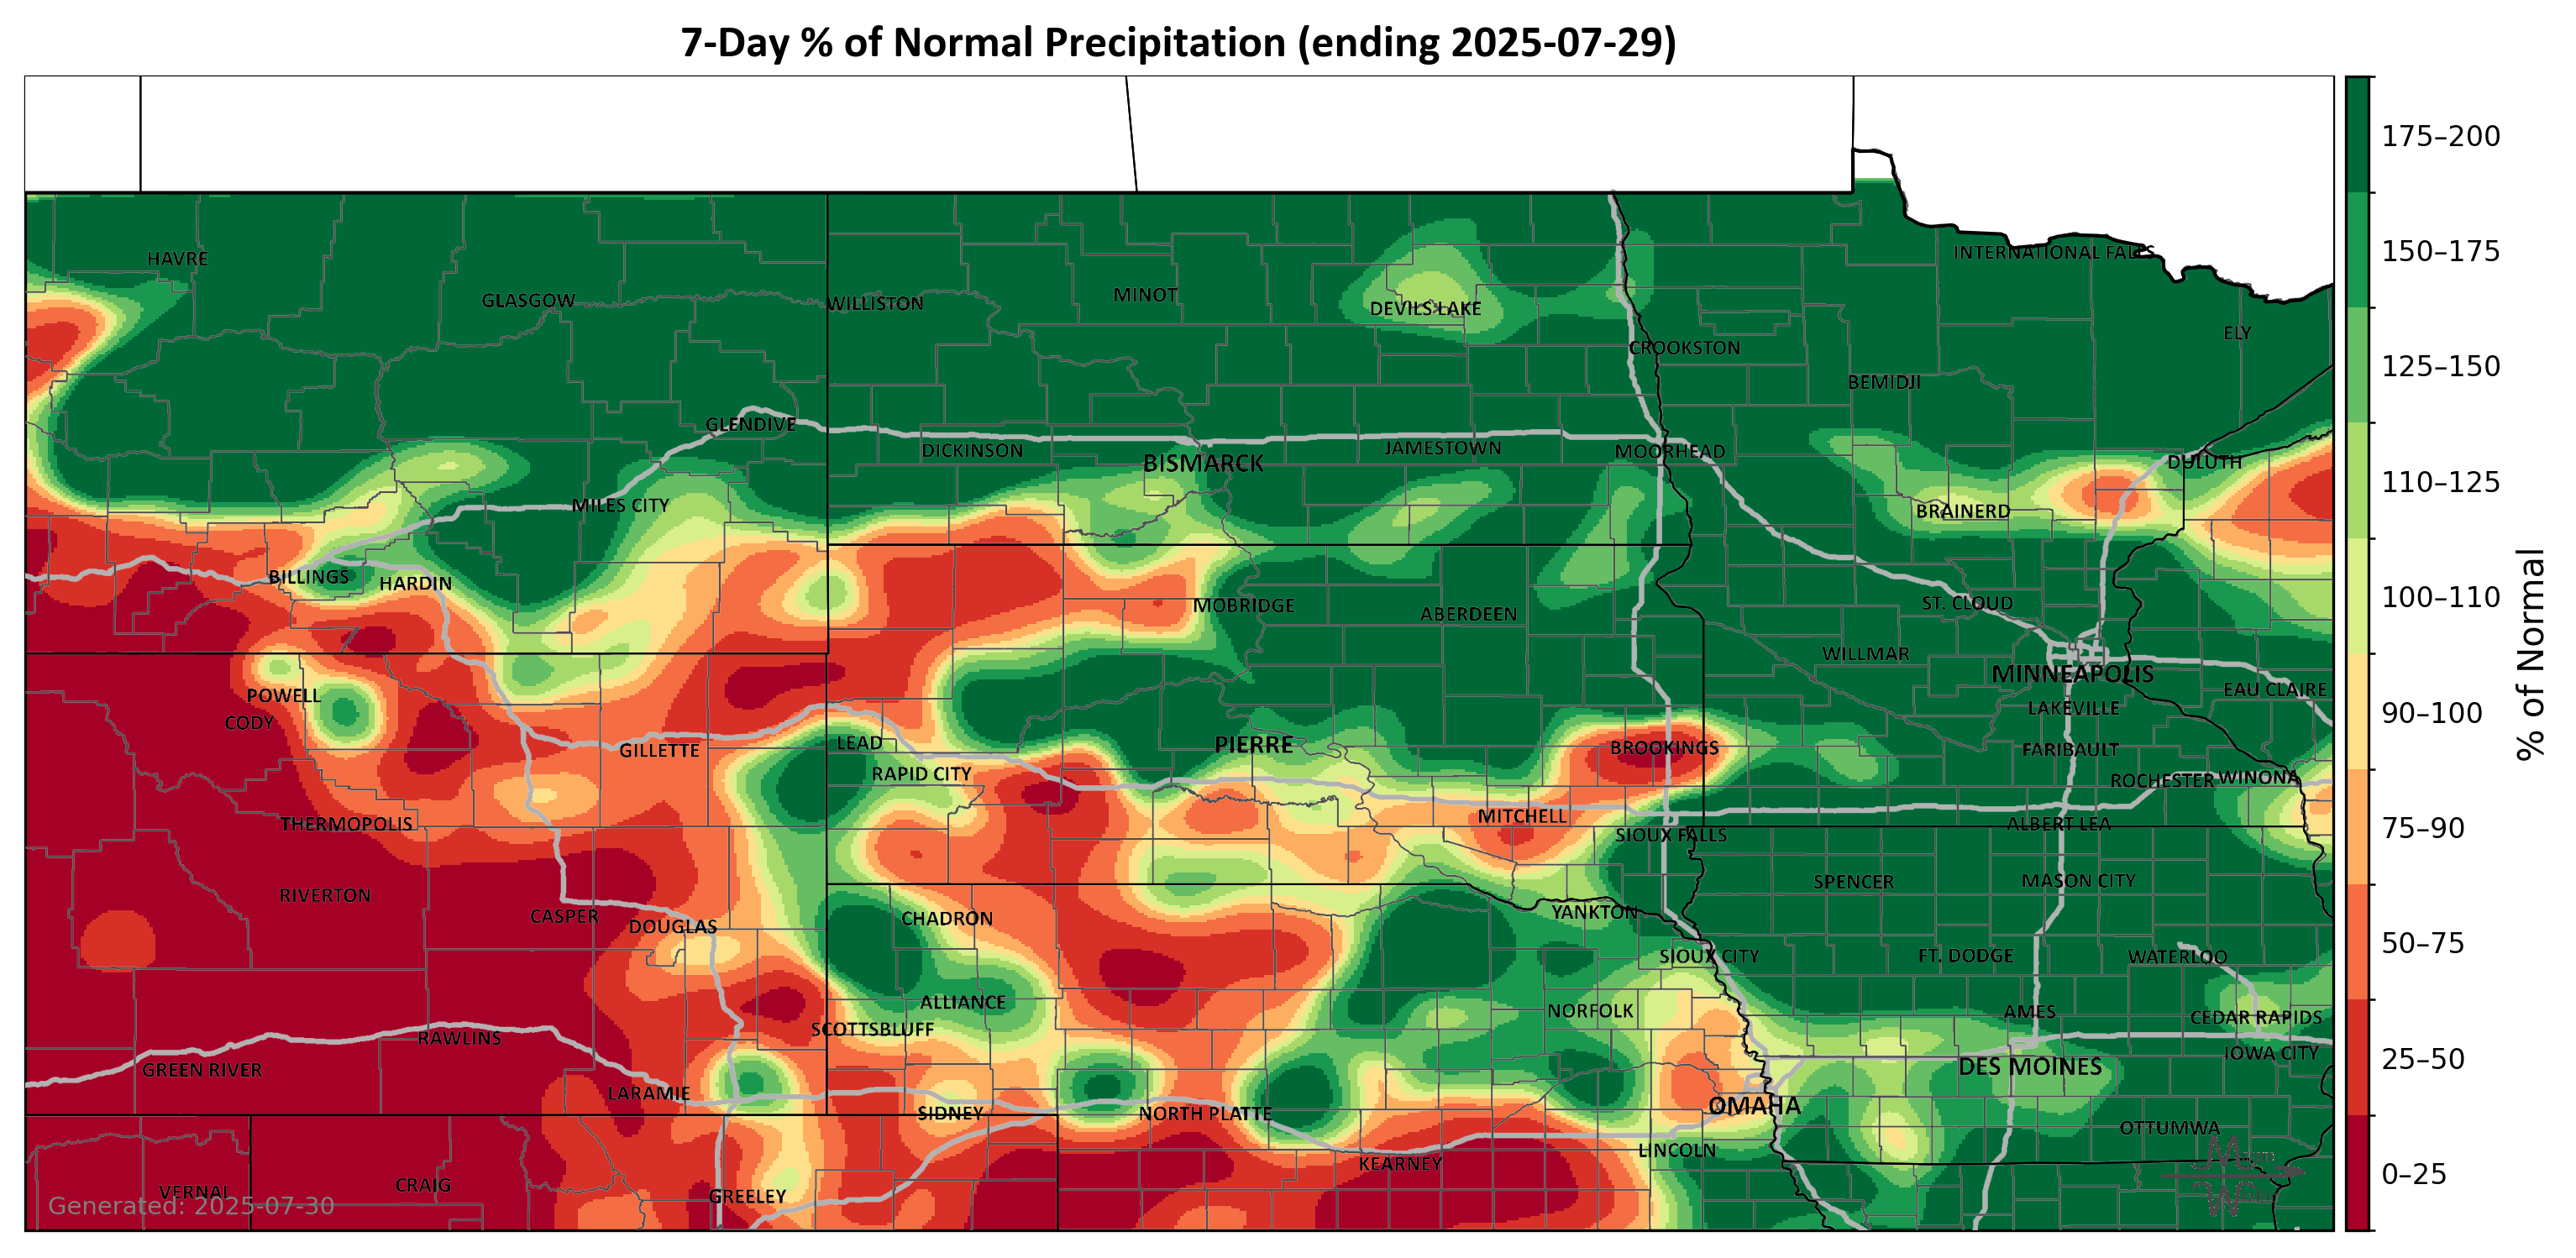 7-Day % of Normal Precipitation (ending 2025-07-29)
175–200
INTERNATIONAL FALLS
150–175
HAVRE
MINOT
GLASGOW
WILLISTON
DEVILS LAKE
ELY
CROOKSTON
125–150
BEMIDJI
GLENDIVE
DICKINSON
JAMESTOWN
MOORHEAD
BISMARCK
DULUTH
110–125
MILES CITY
BRAINERD
BILLINGS
HARDIN
100–110
MOBRIDGE
ABERDEEN
ST. CLOUD
WILLMAR
MINNEAPOLIS
EAU CLAIRE
POWELL
CODY
LAKEVILLE
90–100
% of Normal
LEAD
PIERRE
BROOKINGS
GILLETTE
FARIBAULT
RAPID CITY
ROCHESTER
WINONA
THERMOPOLIS
MITCHELL
ALBERT LEA
75–90
SIOUX FALLS
RIVERTON
SPENCER
MASON CITY
CASPER
CHADRON
YANKTON
DOUGLAS
50–75
SIOUX CITY
FT. DODGE
WATERLOO
ALLIANCE
NORFOLK
AMES
CEDAR RAPIDS
SCOTTSBLUFF
RAWLINS
IOWA CITY
25–50
GREEN RIVER
DES MOINES
LARAMIE
SIDNEY
NORTH PLATTE
OMAHA
OTTUMWA
LINCOLN
KEARNEY
0–25
VERNAL
CRAIG
GREELEY
Generated: 2025-07-30